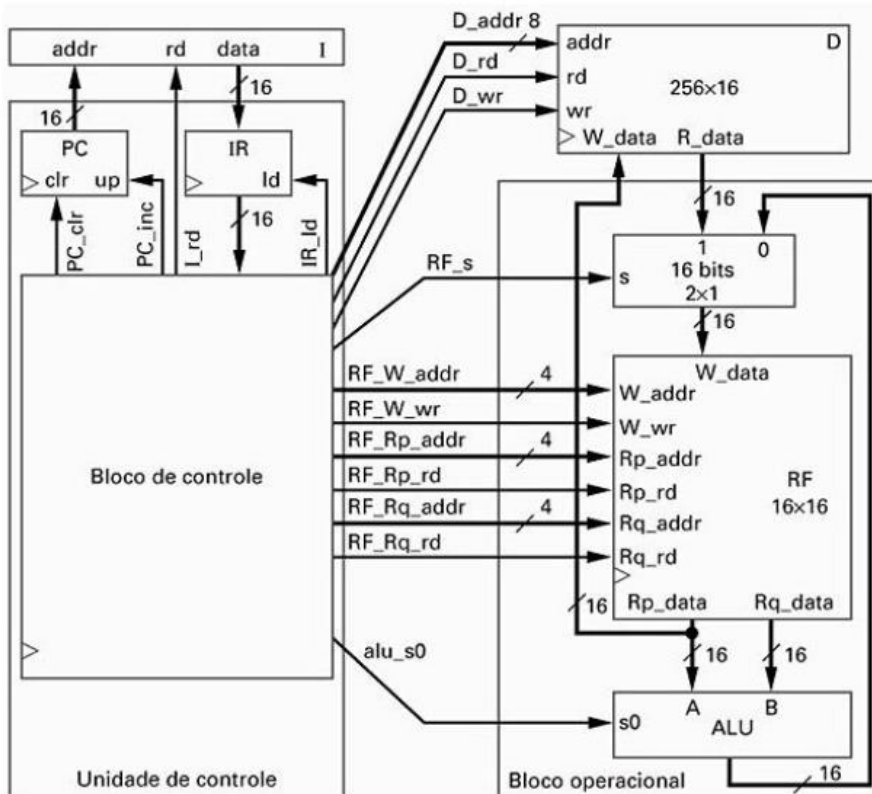 D_addr 8
addr rd data I
addr D
D_rd
rd
256×16
16
D_wr
wr
16
PC
IR
W_data R_data
clr up
ld
16
16
1 0
PC_clr
PC_inc
I_rd
IR_ld
RF_s
s
16 bits
2×1
16
W_data
RF_W_addr
4
W_addr
RF_W_wr
W_wr
RF_Rp_addr
4
Rp_addr
Bloco de controle
RF_Rp_rd
Rp_rd
RF
16×16
RF_Rq_addr
4
Rq_addr
RF_Rq_rd
Rq_rd
16
Rp_data Rq_data
alu_s0
16
16
A B
s0
ALU
Unidade de controle
Bloco operacional
16